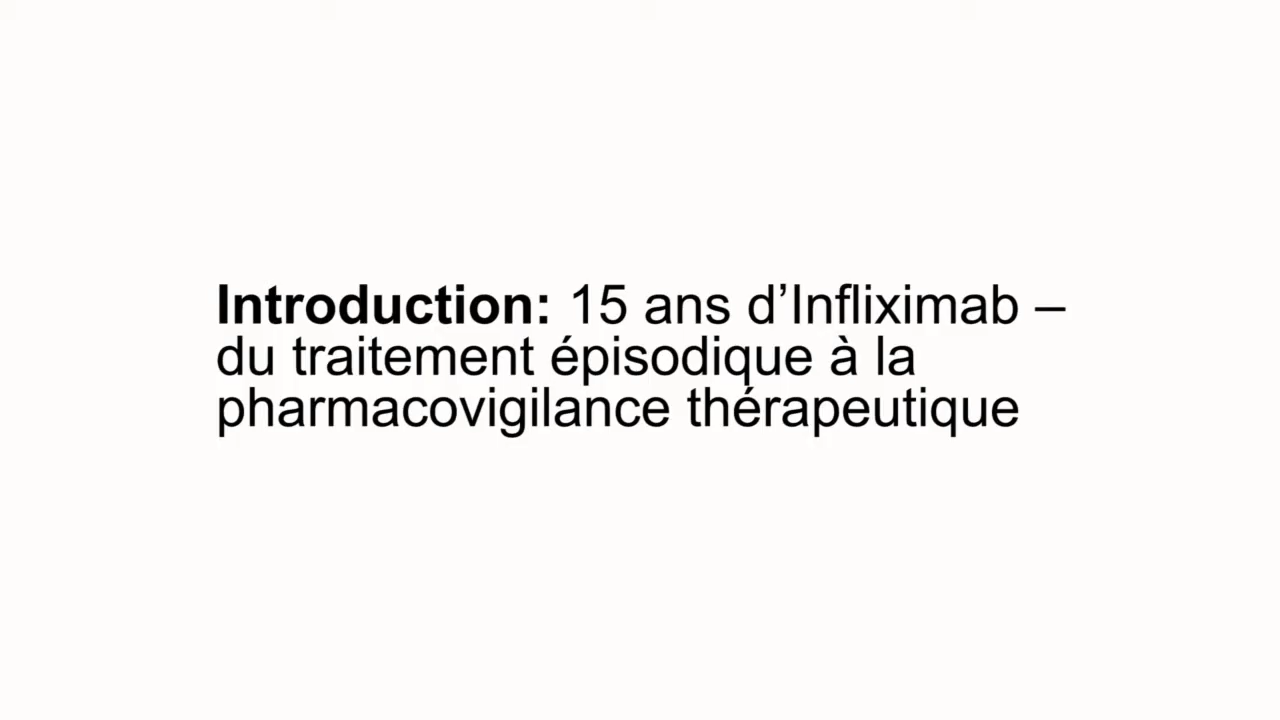 Introduction: 15 ans d’Infliximab –
du traitement épisodique à la
pharmacovigilance thérapeutique